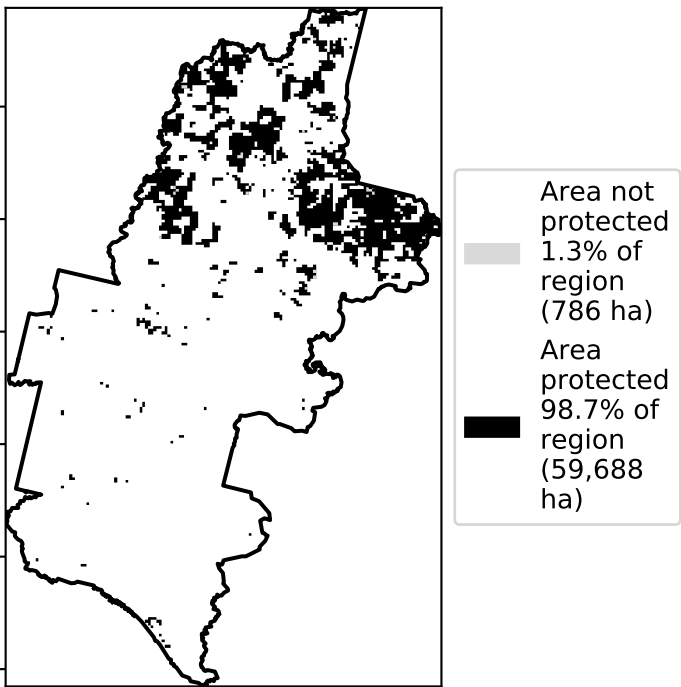 Area not
protected
1.3% of
region
(786 ha)
Area
protected
98.7% of
region
(59,688
ha)